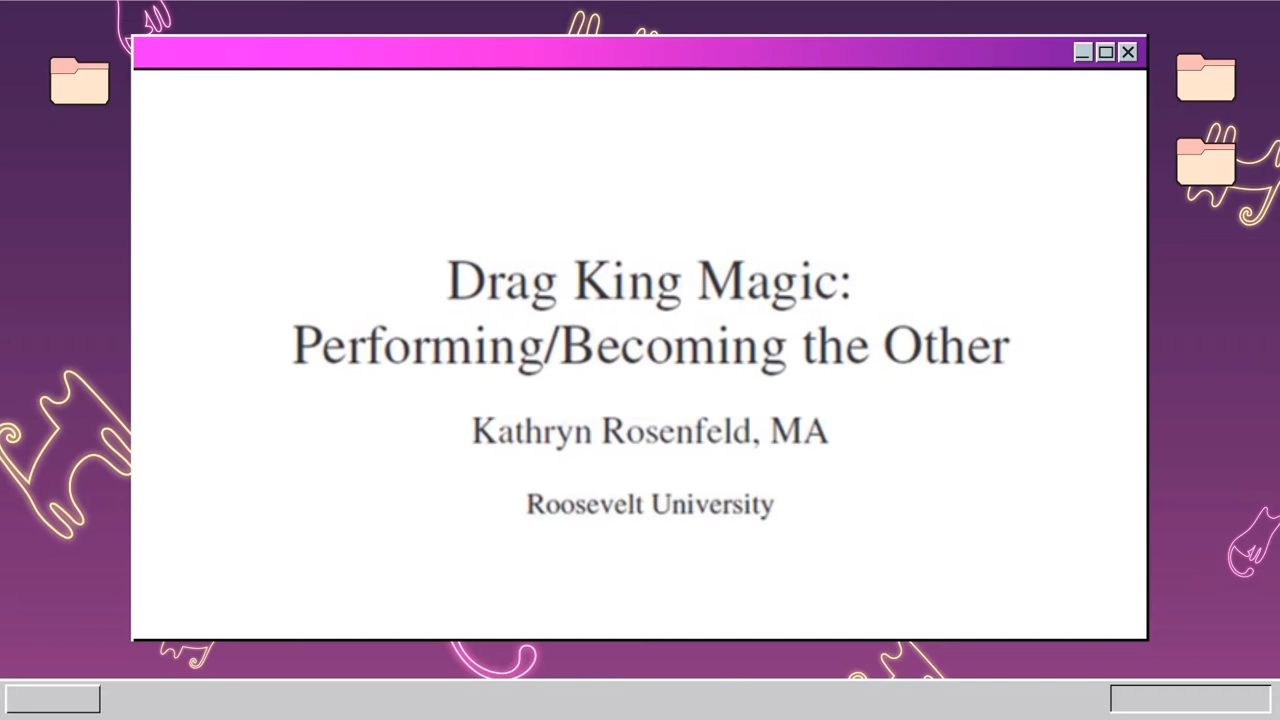 Drag King Magic:
Performing/Becoming the Other
Kathryn Rosenfeld, MA
Roosevelt University